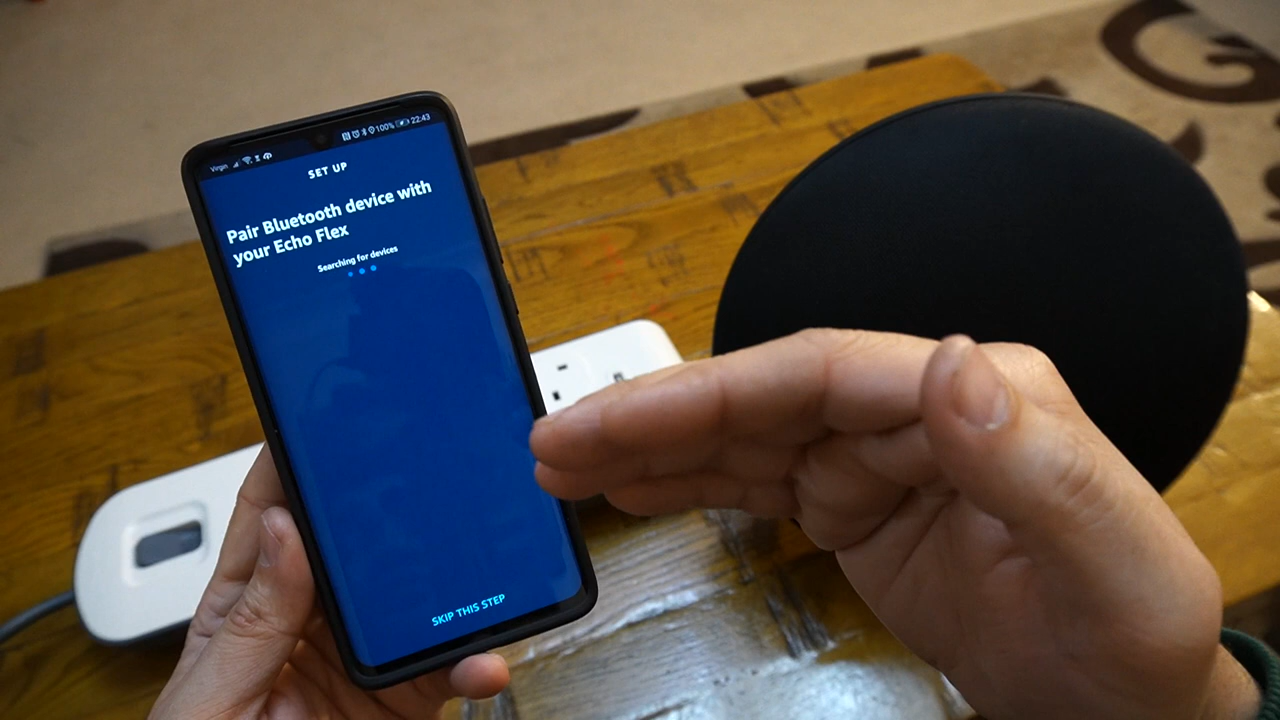 Virgin 100% 22:43
SET UP
Pair Bluetooth device with
your Echo Flex
Searching for devices
SKIP THIS STEP